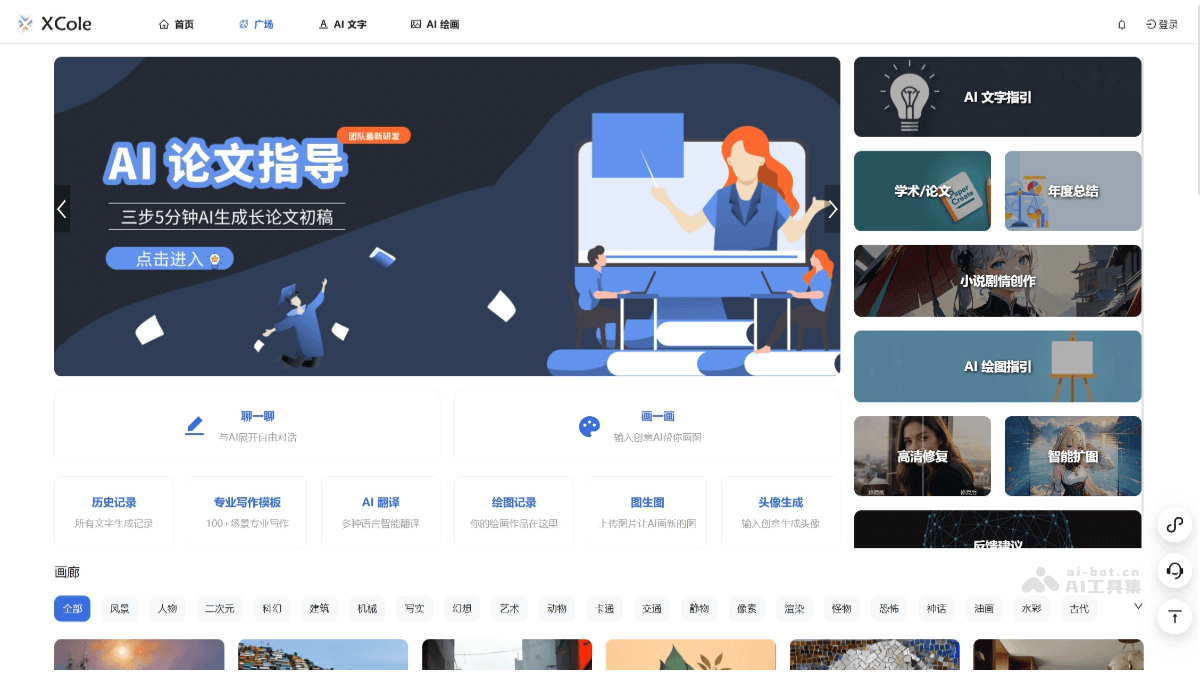 XCole
首页
广场
AI 文字
AI 绘画
登录
团队最新研发
AI 论文指导
三步5分钟AI生成长论文初稿
点击进入
AI 文字指引
学术/论文
Paper Create
年度总结
小说剧情创作
AI 绘图指引
高清修复
修复前
修复后
智能扩图
反馈建议
聊一聊
与AI展开自由对话
画一画
输入创意AI帮你画图
历史记录
所有文字生成记录
专业写作模板
100+场景专业写作
AI 翻译
多种语言智能翻译
绘图记录
你的绘画作品在这里
图生图
上传图片让AI画新的图
头像生成
输入创意生成头像
画廊
ai-bot.cn
AI工具集
全部
风景
人物
二次元
科幻
建筑
机械
写实
幻想
艺术
动物
卡通
交通
静物
像素
渲染
怪物
恐怖
神话
油画
水彩
古代